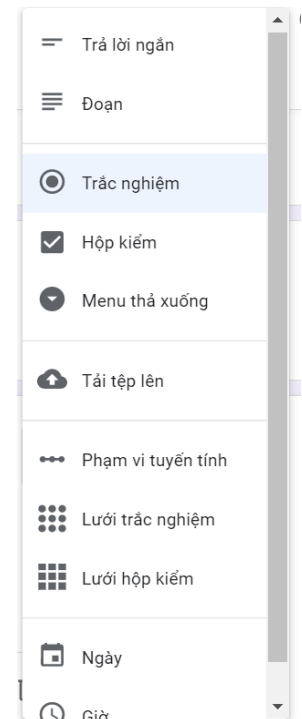 Trả lời ngắn
Đoạn
Trắc nghiệm
Hộp kiểm
Menu thả xuống
Tải tệp lên
Phạm vi tuyến tính
Lưới trắc nghiệm
Lưới hộp kiểm
Ngày
Giờ